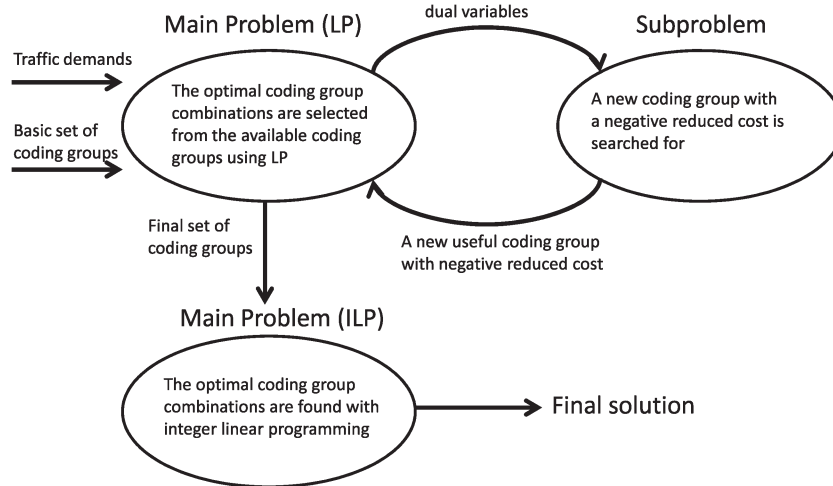 Main Problem (LP)
dual variables
Subproblem
Traffic demands
The optimal coding group
combinations are selected
from the available coding
groups using LP
Basic set of
coding groups
A new coding group with
a negative reduced cost is
searched for
Final set of
coding groups
A new useful coding group
with negative reduced cost
Main Problem (ILP)
The optimal coding group
combinations are found with
integer linear programming
Final solution